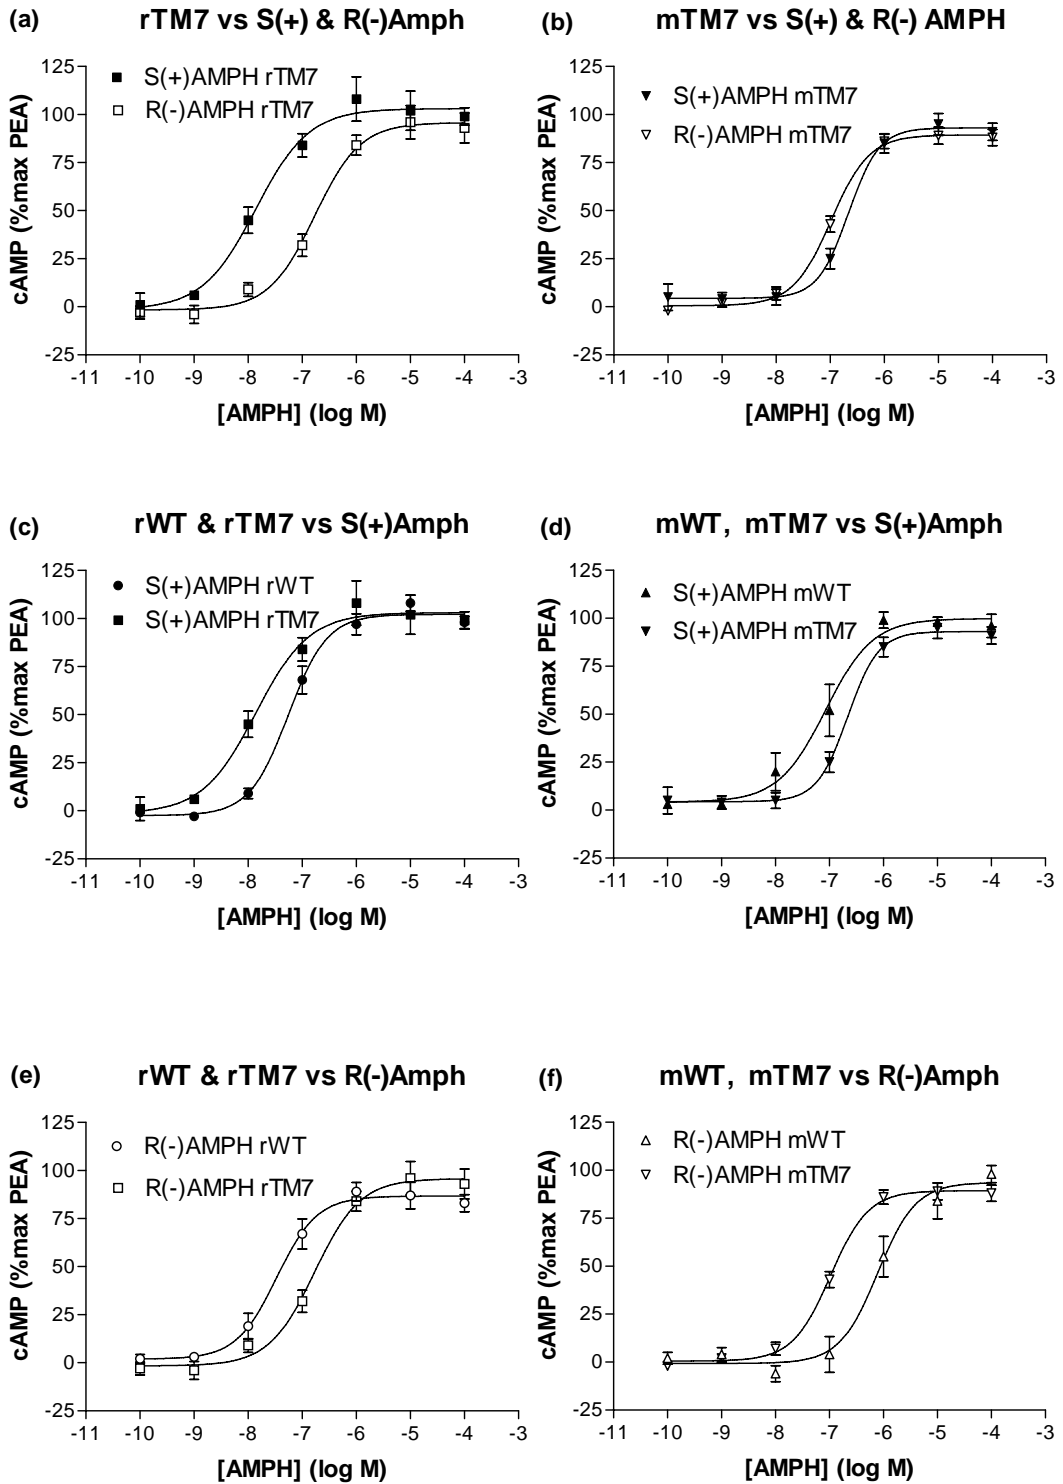 (a) rTM7 vs S(+) & R(-)Amph
S(+)AMPH rTM7
R(-)AMPH rTM7
cAMP (%max PEA)
125
100
75
50
25
0
-25
-11 -10 -9 -8 -7 -6 -5 -4 -3
[AMPH] (log M)
(b) mTM7 vs S(+) & R(-) AMPH
S(+)AMPH mTM7
R(-)AMPH mTM7
cAMP (%max PEA)
125
100
75
50
25
0
-25
-11 -10 -9 -8 -7 -6 -5 -4 -3
[AMPH] (log M)
(c) rWT & rTM7 vs S(+)Amph
S(+)AMPH rWT
S(+)AMPH rTM7
cAMP (%max PEA)
125
100
75
50
25
0
-25
-11 -10 -9 -8 -7 -6 -5 -4 -3
[AMPH] (log M)
(d) mWT, mTM7 vs S(+)Amph
S(+)AMPH mWT
S(+)AMPH mTM7
cAMP (%max PEA)
125
100
75
50
25
0
-25
-11 -10 -9 -8 -7 -6 -5 -4 -3
[AMPH] (log M)
(e) rWT & rTM7 vs R(-)Amph
R(-)AMPH rWT
R(-)AMPH rTM7
cAMP (%max PEA)
125
100
75
50
25
0
-25
-11 -10 -9 -8 -7 -6 -5 -4 -3
[AMPH] (log M)
(f) mWT, mTM7 vs R(-)Amph
R(-)AMPH mWT
R(-)AMPH mTM7
cAMP (%max PEA)
125
100
75
50
25
0
-25
-11 -10 -9 -8 -7 -6 -5 -4 -3
[AMPH] (log M)